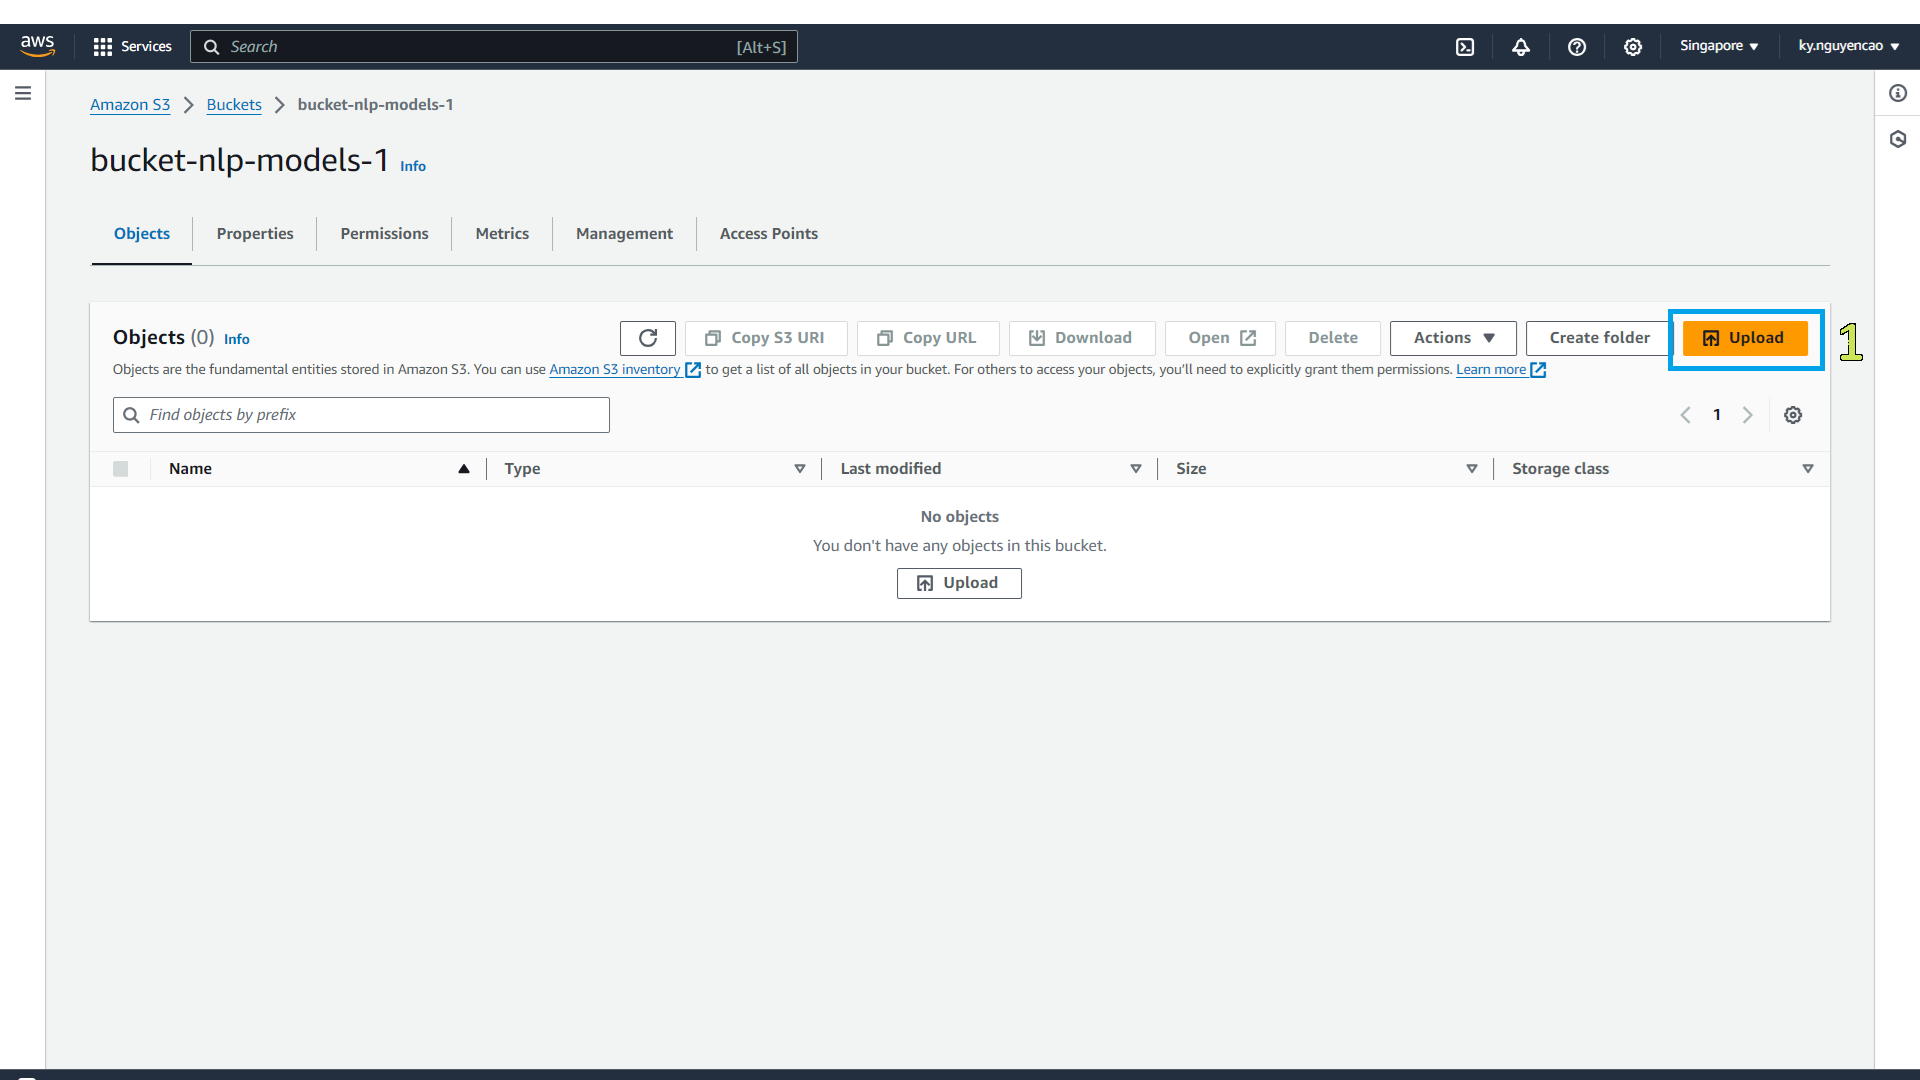 aws Services Search [Alt+S] Singapore ky.nguyencao
Amazon S3 Buckets bucket-nlp-models-1
bucket-nlp-models-1 Info
Objects Properties Permissions Metrics Management Access Points
Objects (0) Info Copy S3 URI Copy URL Download Open Delete Actions Create folder Upload 1
Objects are the fundamental entities stored in Amazon S3. You can use Amazon S3 inventory to get a list of all objects in your bucket. For others to access your objects, you'll need to explicitly grant them permissions. Learn more
Find objects by prefix 1
Name Type Last modified Size Storage class
No objects
You don't have any objects in this bucket.
Upload